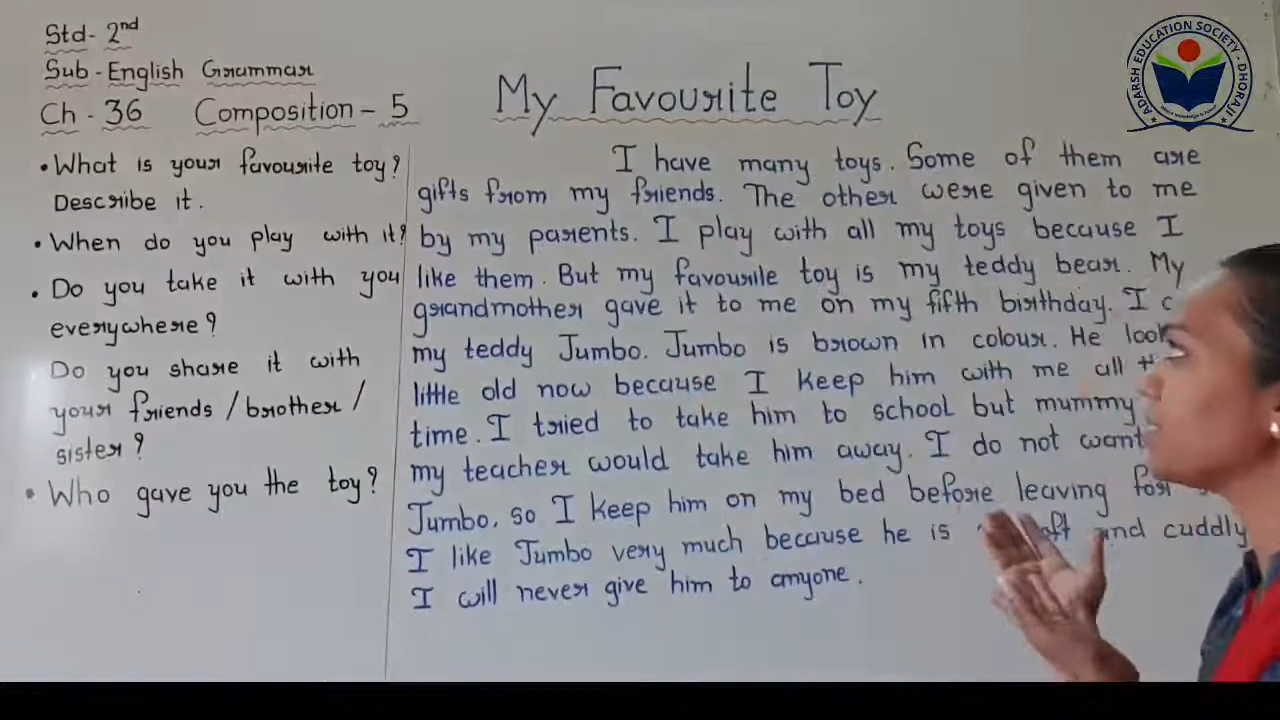 Std- 2nd
Sub - English Grammar
Ch - 36 Composition - 5
• What is your favourite toy?
Describe it.
• When do you play with it?
• Do you take it with you
everywhere?
Do you share it with
your friends / brother /
sister?
• Who gave you the toy?
My Favourite Toy
I have many toys. Some of them are
gifts from my friends. The other were given to me
by my parents. I play with all my toys because I
like them. But my favourite toy is my teddy bear. My
grandmother gave it to me on my fifth birthday. I
my teddy Jumbo. Jumbo is brown in colour. He
little old now because I keep him with me all
time. I tried to take him to school but mummy
my teacher would take him away. I do not want
Jumbo, so I keep him on my bed before leaving for
I like Jumbo very much because he is and cuddly
I will never give him to anyone.
ADARSH EDUCATION SOCIETY - DHORAJI